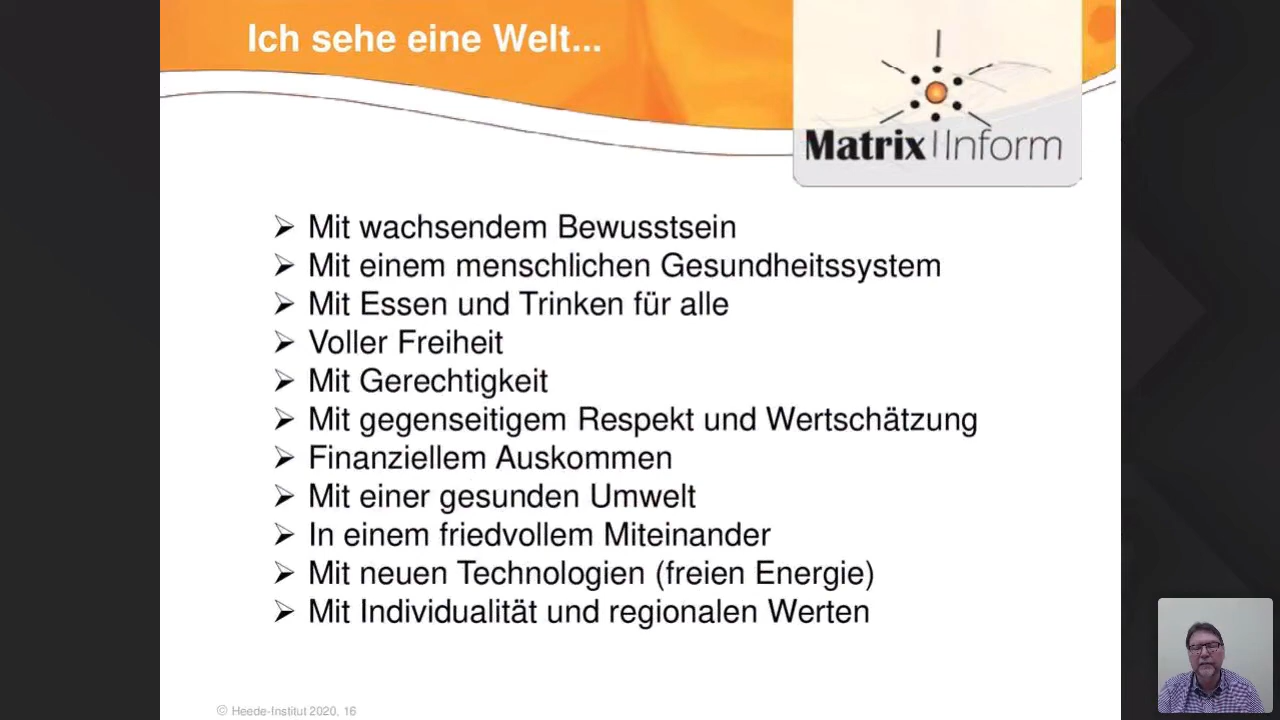 Ich sehe eine Welt...
Matrix Inform
➢ Mit wachsendem Bewusstsein
➢ Mit einem menschlichen Gesundheitssystem
➢ Mit Essen und Trinken für alle
➢ Voller Freiheit
➢ Mit Gerechtigkeit
➢ Mit gegenseitigem Respekt und Wertschätzung
➢ Finanziellem Auskommen
➢ Mit einer gesunden Umwelt
➢ In einem friedvollem Miteinander
➢ Mit neuen Technologien (freien Energie)
➢ Mit Individualität und regionalen Werten
© Heede-Institut 2020, 16